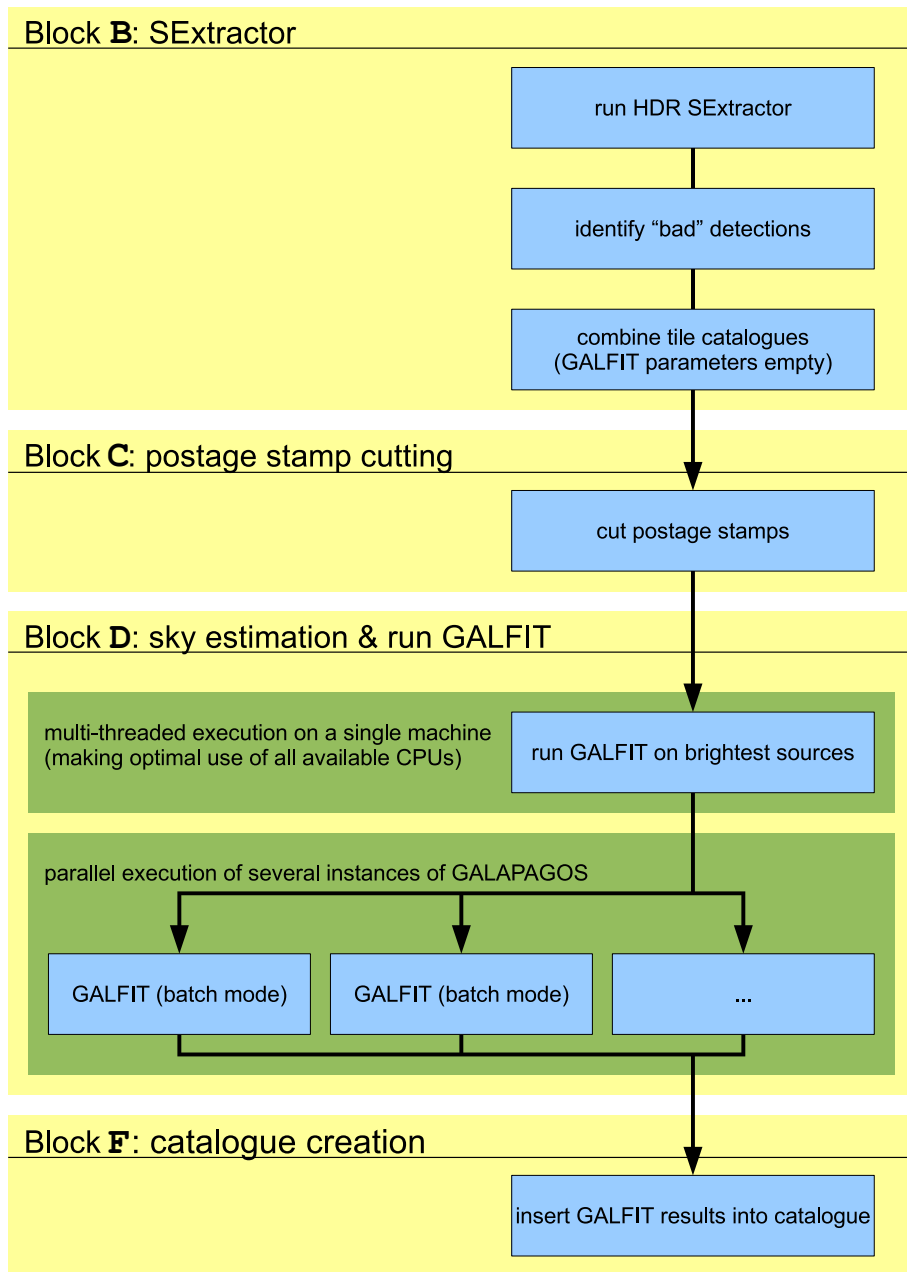 Block B: SExtractor
run HDR SExtractor
identify “bad” detections
combine tile catalogues
(GALFIT parameters empty)
Block C: postage stamp cutting
cut postage stamps
Block D: sky estimation & run GALFIT
multi-threaded execution on a single machine
(making optimal use of all available CPUs)
run GALFIT on brightest sources
parallel execution of several instances of GALAPAGOS
GALFIT (batch mode)
GALFIT (batch mode)
...
Block F: catalogue creation
insert GALFIT results into catalogue